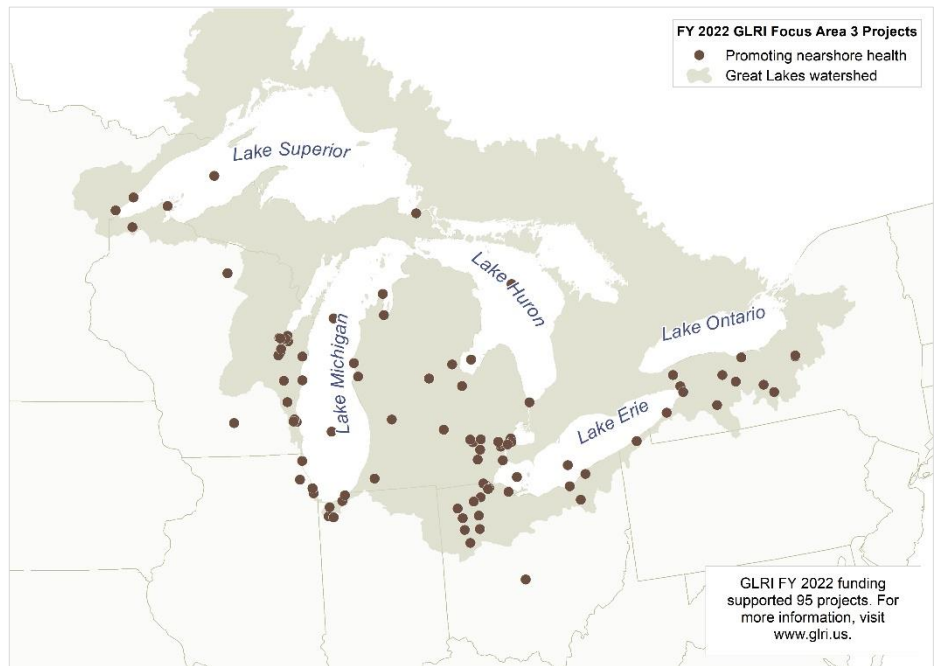 FY 2022 GLRI Focus Area 3 Projects
Promoting nearshore health
Great Lakes watershed
Lake Superior
Lake Huron
Lake Michigan
Lake Ontario
Lake Erie
GLRI FY 2022 funding
supported 95 projects. For
more information, visit
www.glri.us.